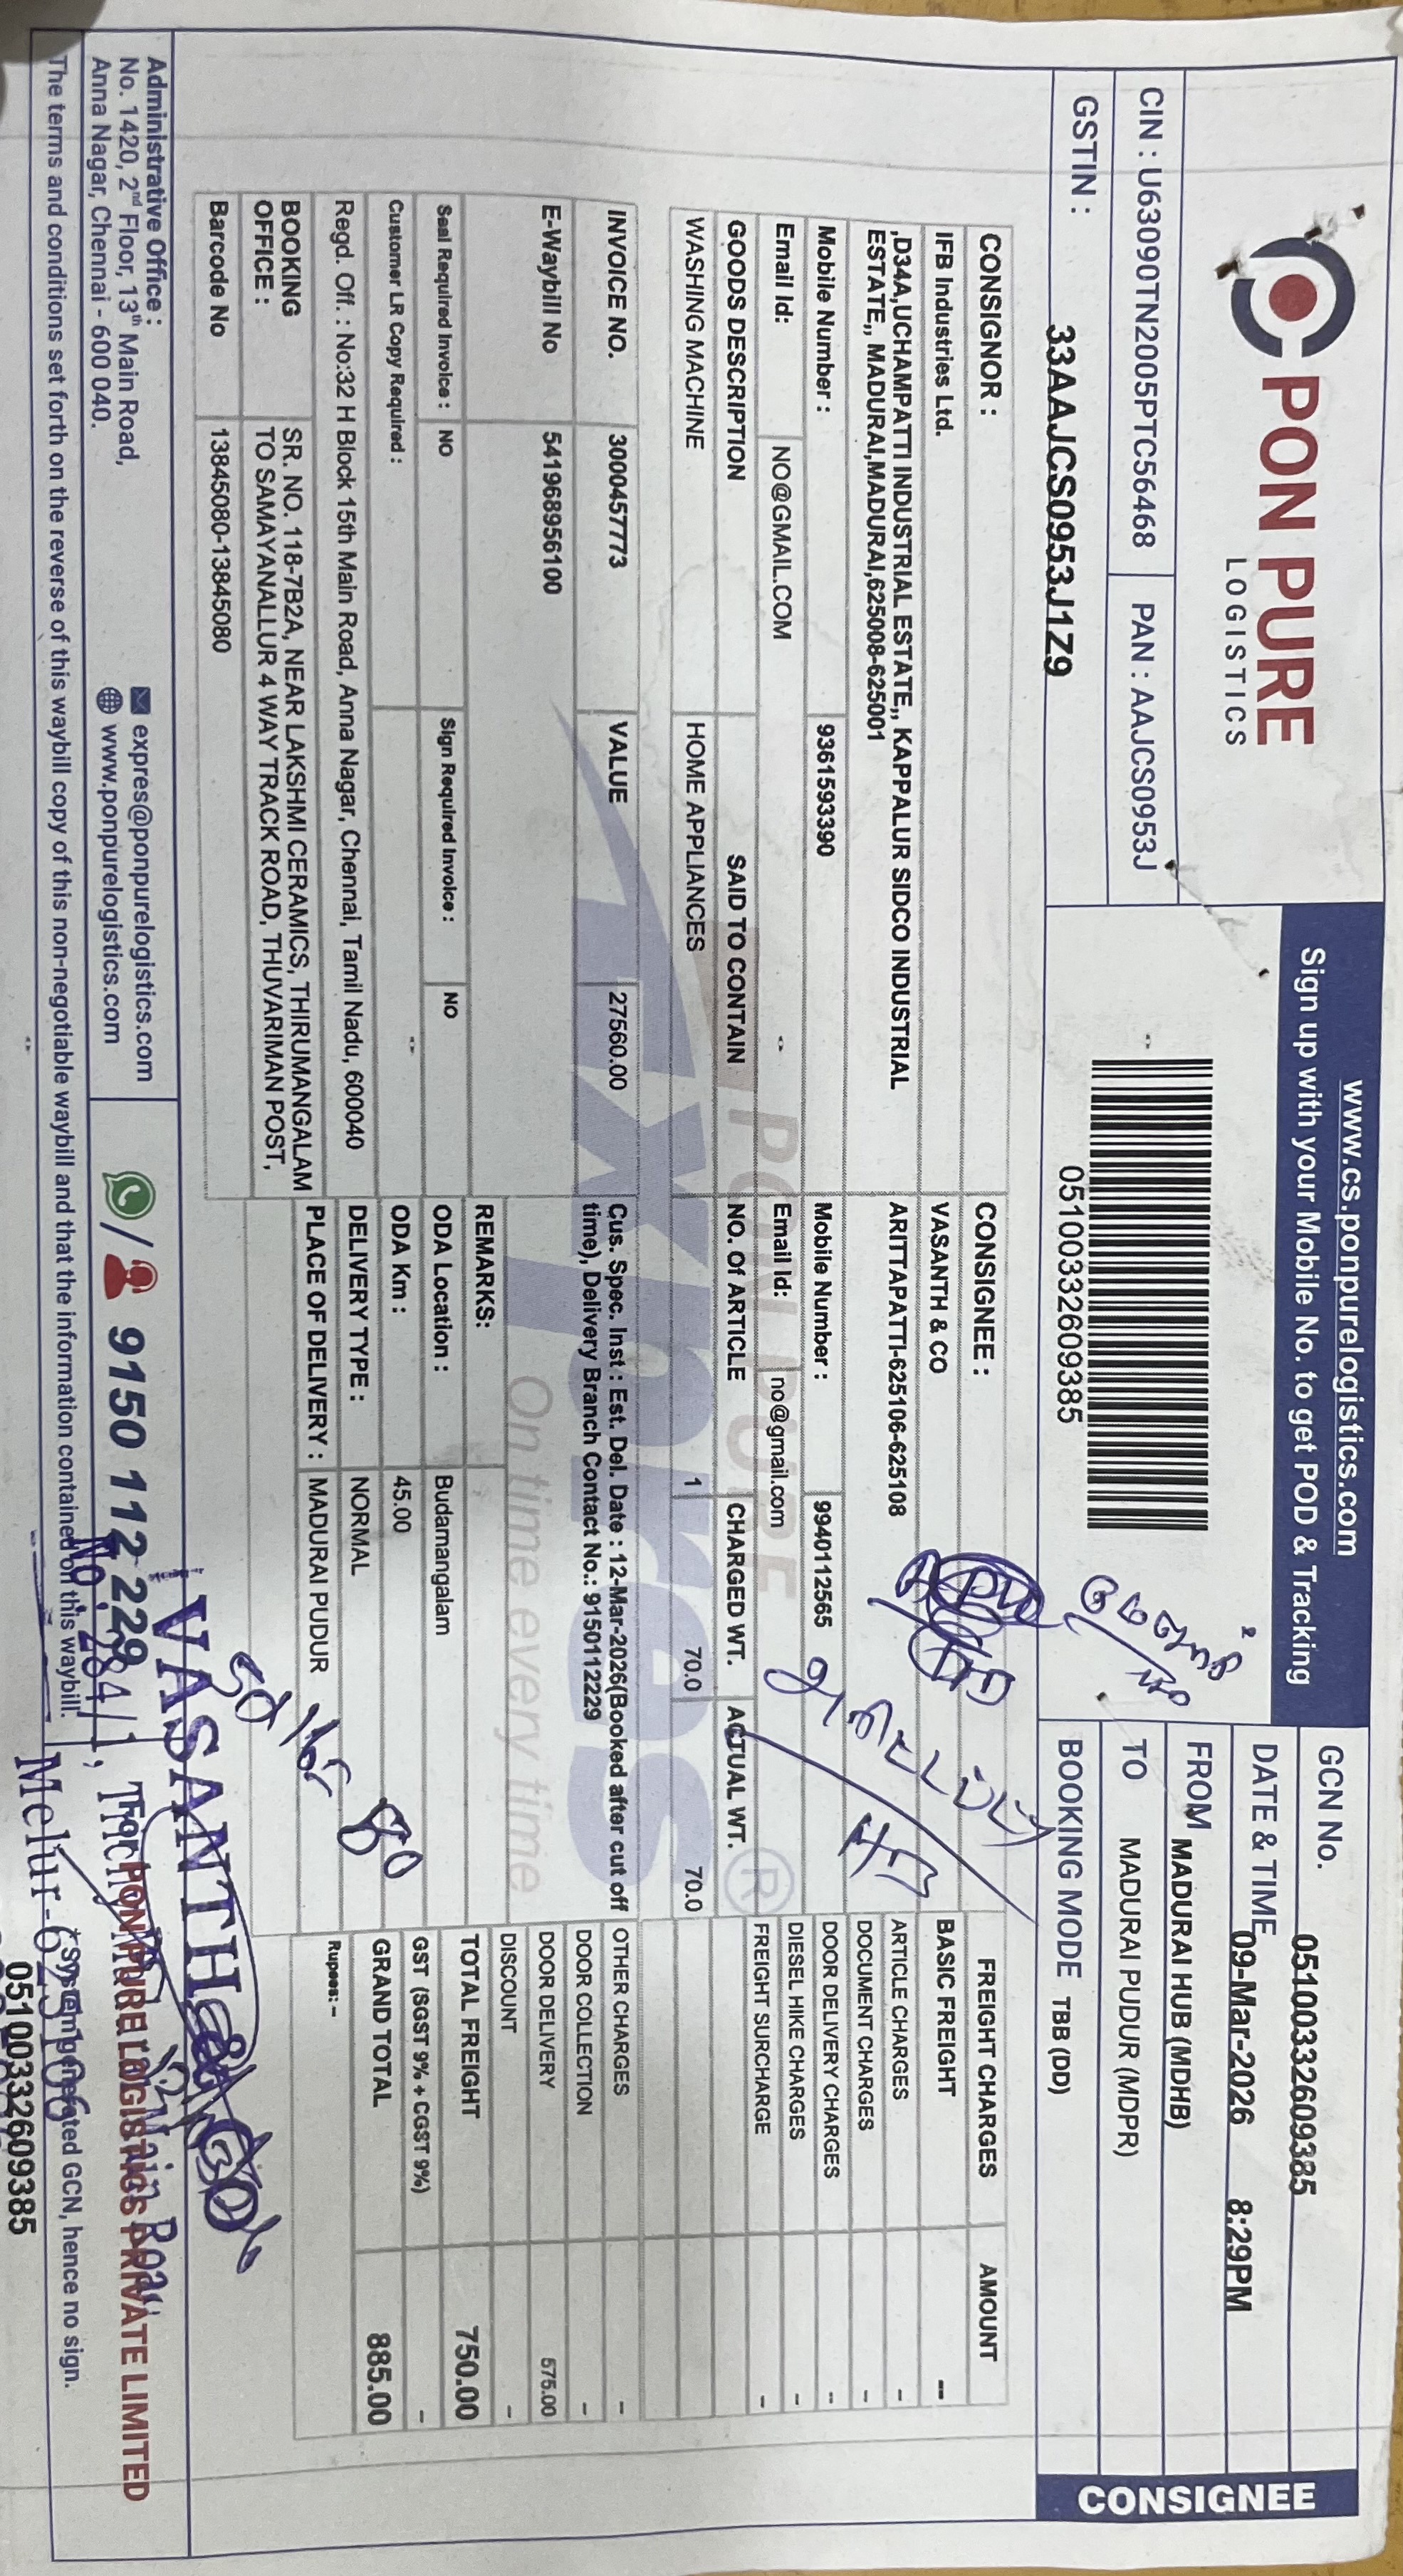 PON PURE
LOGISTICS
CIN : U63090TN2005PTC56468
PAN : AAJCS0953J
GSTIN :
33AAJCS0953J1Z9
www.cs.ponpurelogistics.com
Sign up with your Mobile No. to get POD & Tracking
0510033260​9385
GCN No. 05100332609385
DATE & TIME 09-Mar-2026 8:29PM
FROM MADURAI HUB (MDHB)
TO MADURAI PUDUR (MDPR)
BOOKING MODE TBB (DD)
CONSIGNEE
CONSIGNOR :
IFB Industries Ltd.
,D34A,UCHAMPATTI INDUSTRIAL ESTATE,, KAPPALUR SIDCO INDUSTRIAL
ESTATE,, MADURAI,MADURAI,625008-625001
Mobile Number : 9361593390
Email Id: NO@GMAIL.COM
CONSIGNEE :
VASANTH & CO
ARITTAPATTI-625106-625108
Mobile Number : 9940112565
Email Id: no@gmail.com
GOODS DESCRIPTION SAID TO CONTAIN NO. Of ARTICLE CHARGED WT. ACTUAL WT.
WASHING MACHINE HOME APPLIANCES 1 70.0 70.0
PON PURE
Xpres
On time every time
INVOICE NO. 3000457773 VALUE 27560.00
E-Waybill No 541968956100
Seal Required Invoice : NO Sign Required Invoice : NO
Customer LR Copy Required :
Regd. Off. : No:32 H Block 15th Main Road, Anna Nagar, Chennai, Tamil Nadu, 600040
BOOKING OFFICE : SR. NO. 118-7B2A, NEAR LAKSHMI CERAMICS, THIRUMANGALAM
TO SAMAYANALLUR 4 WAY TRACK ROAD, THUVARIMAN POST,
Barcode No 13845080-13845080
Cus. Spec. Inst : Est. Del. Date : 12-Mar-2026(Booked after cut off
time), Delivery Branch Contact No.: 9150112229
REMARKS:
ODA Location : Budamangalam
ODA Km : 45.00
DELIVERY TYPE : NORMAL
PLACE OF DELIVERY : MADURAI PUDUR
80
FREIGHT CHARGES AMOUNT
BASIC FREIGHT --
ARTICLE CHARGES -
DOCUMENT CHARGES -
DOOR DELIVERY CHARGES --
DIESEL HIKE CHARGES -
FREIGHT SURCHARGE -
OTHER CHARGES -
DOOR COLLECTION -
DOOR DELIVERY 575.00
DISCOUNT -
TOTAL FREIGHT 750.00
GST (SGST 9% + CGST 9%) -
GRAND TOTAL 885.00
Rupees:-
Administrative Office :
No. 1420, 2nd Floor, 13th Main Road,
Anna Nagar, Chennai - 600 040.
expres@ponpurelogistics.com
www.ponpurelogistics.com
9150 112 229
VASANTH & CO
No. 284/1,
Main Road
Melur-625106
For PON PURE LOGISTICS PRIVATE LIMITED
*System generated GCN, hence no sign.
The terms and conditions set forth on the reverse of this waybill copy of this non-negotiable waybill and that the information contained on this waybill.
05100332609385